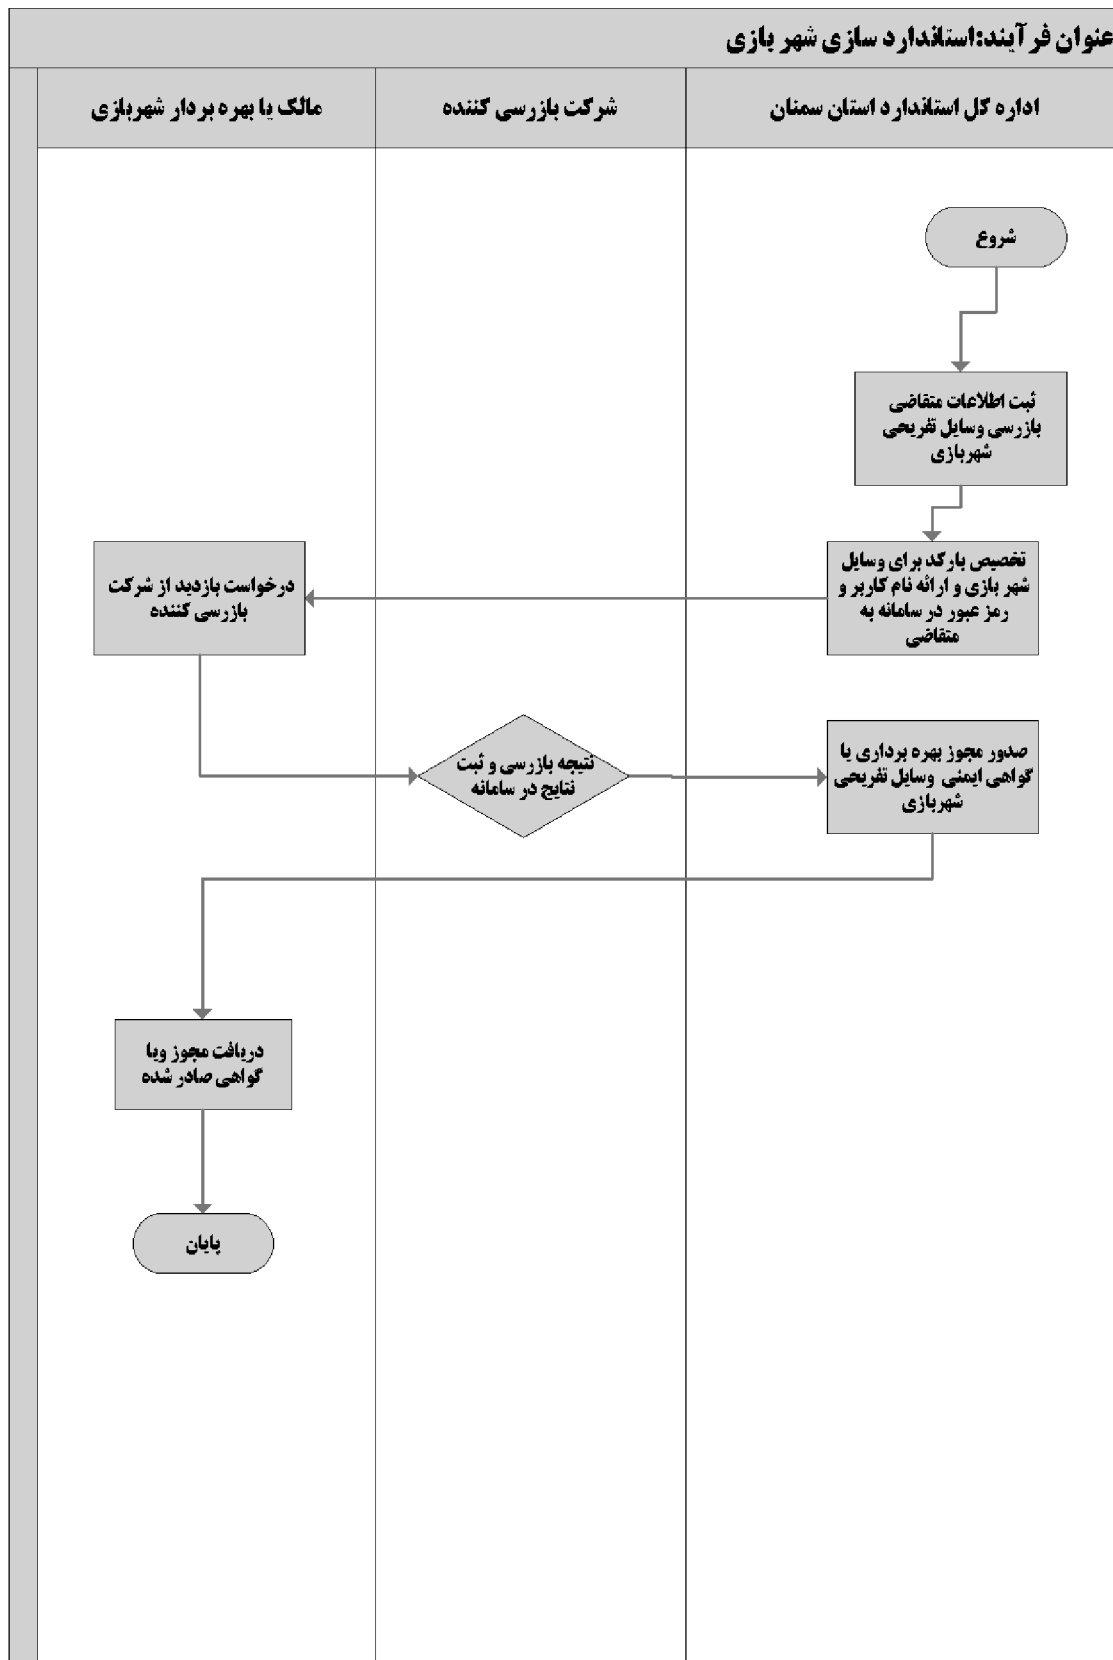 عنوان فرآیند:استاندارد سازی شهر بازی
اداره کل استاندارد استان سمنان
شرکت بازرسی کننده
مالک یا بهره بردار شهربازی
شروع
ثبت اطلاعات متقاضی
بازرسی وسایل تفریحی
شهربازی
تخصیص بارکد برای وسایل
شهر بازی و ارائه نام کاربر و
رمز عبور در سامانه به
متقاضی
درخواست بازدید از شرکت
بازرسی کننده
نتیجه بازرسی و ثبت
نتایج در سامانه
صدور مجوز بهره برداری یا
گواهی ایمنی وسایل تفریحی
شهربازی
دریافت مجوز ویا
گواهی صادر شده
پایان